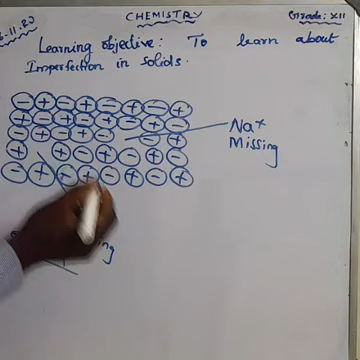 CHEMISTRY
Grade: XII
Learning objective: To learn about
Imperfection in solids.
Na+
Missing